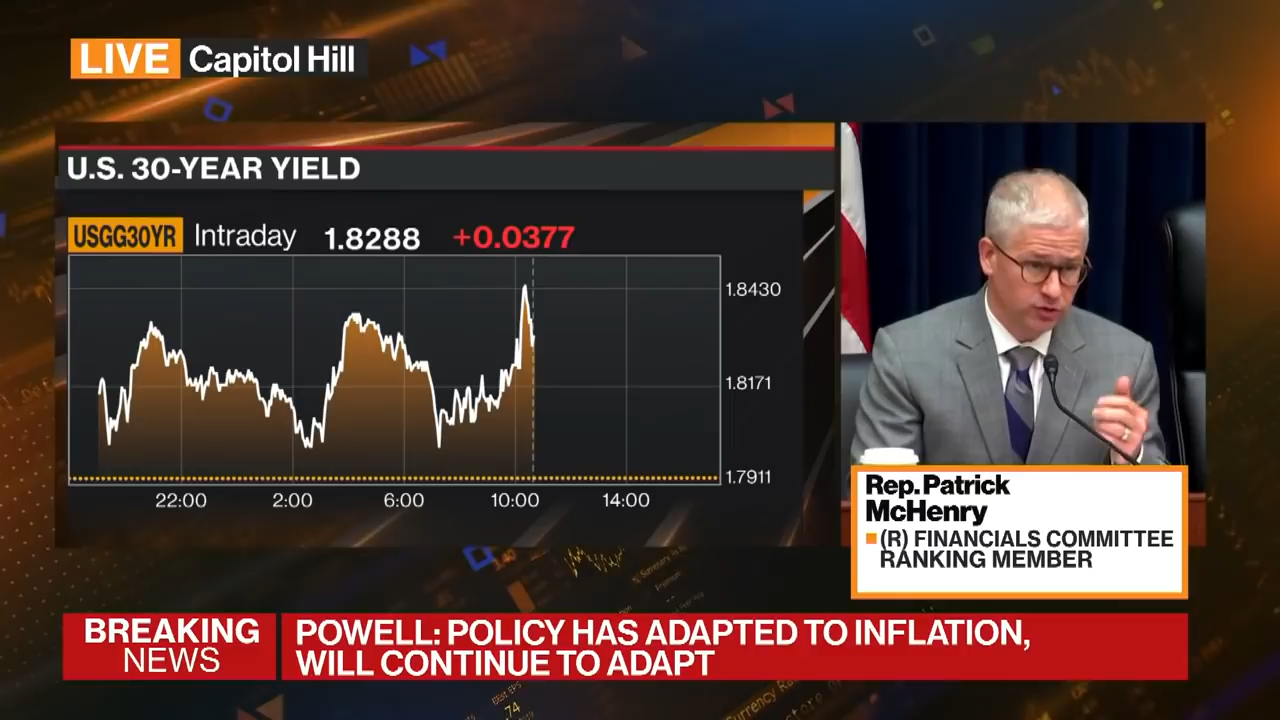 LIVE Capitol Hill
U.S. 30-YEAR YIELD
USGG30YR Intraday 1.8288 +0.0377
1.8430
1.8171
1.7911
22:00 2:00 6:00 10:00 14:00
Rep. Patrick
McHenry
(R) FINANCIALS COMMITTEE
RANKING MEMBER
BREAKING
NEWS
POWELL: POLICY HAS ADAPTED TO INFLATION,
WILL CONTINUE TO ADAPT